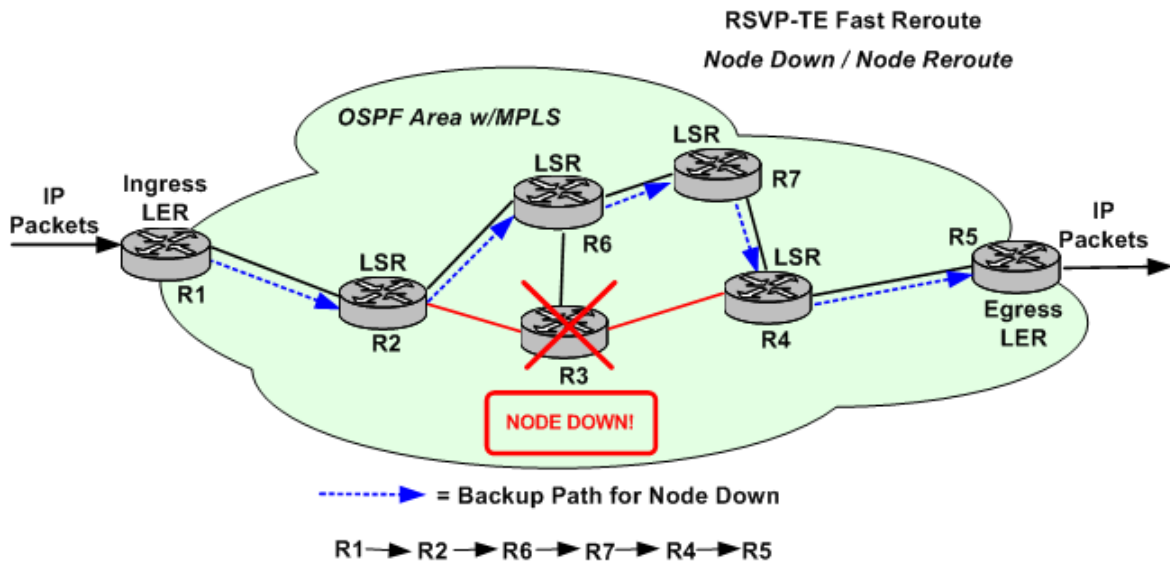 RSVP-TE Fast Reroute
Node Down / Node Reroute
OSPF Area w/MPLS
IP
Packets
Ingress
LER
R1
LSR
R2
LSR
R6
LSR
R7
R3
NODE DOWN!
LSR
R4
R5
Egress
LER
IP
Packets
= Backup Path for Node Down
R1 R2 R6 R7 R4 R5